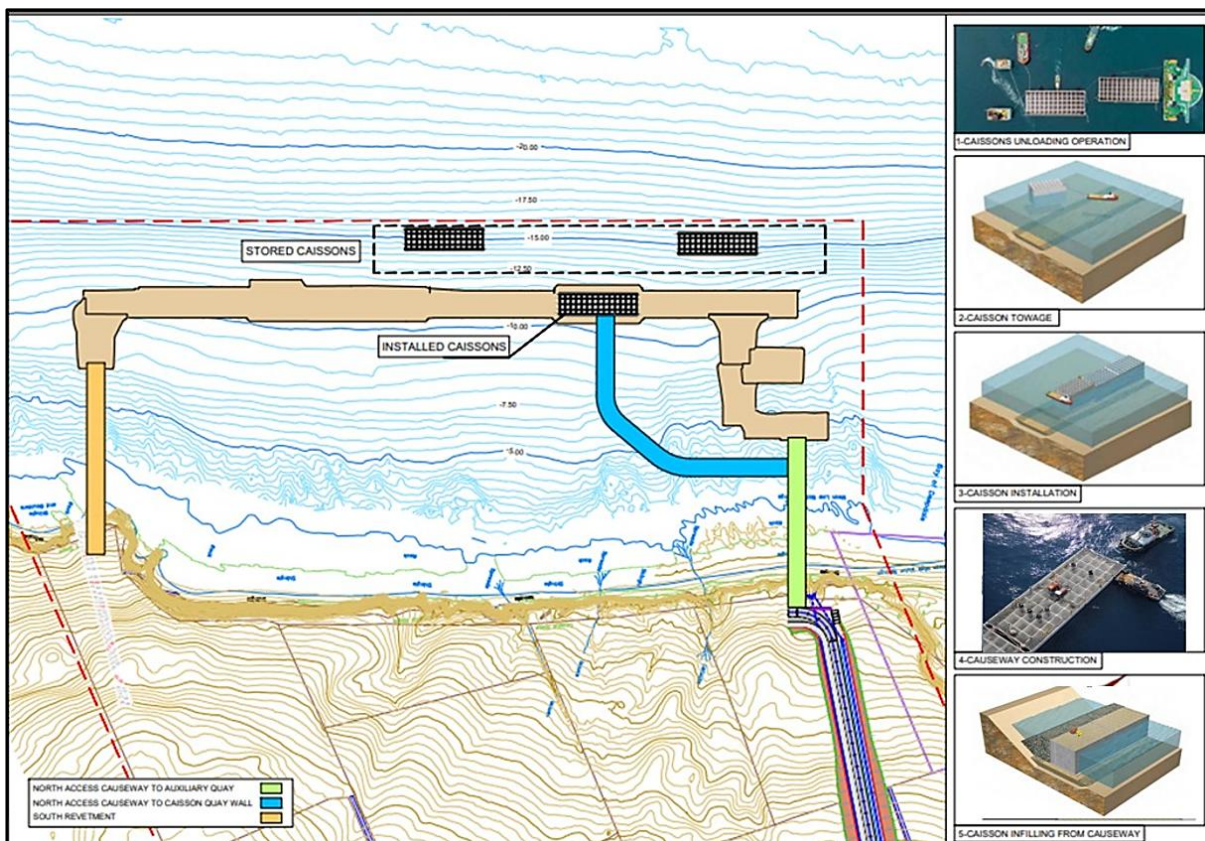 -20.00
-17.50
STORED CAISSONS
-15.00
-12.50
-10.00
INSTALLED CAISSONS
-7.50
-5.00
NORTH ACCESS CAUSEWAY TO AUXILIARY QUAY
NORTH ACCESS CAUSEWAY TO CAISSON QUAY WALL
SOUTH REVETMENT
1-CAISSONS UNLOADING OPERATION
2-CAISSON TOWAGE
3-CAISSON INSTALLATION
4-CAUSEWAY CONSTRUCTION
5-CAISSON INFILLING FROM CAUSEWAY